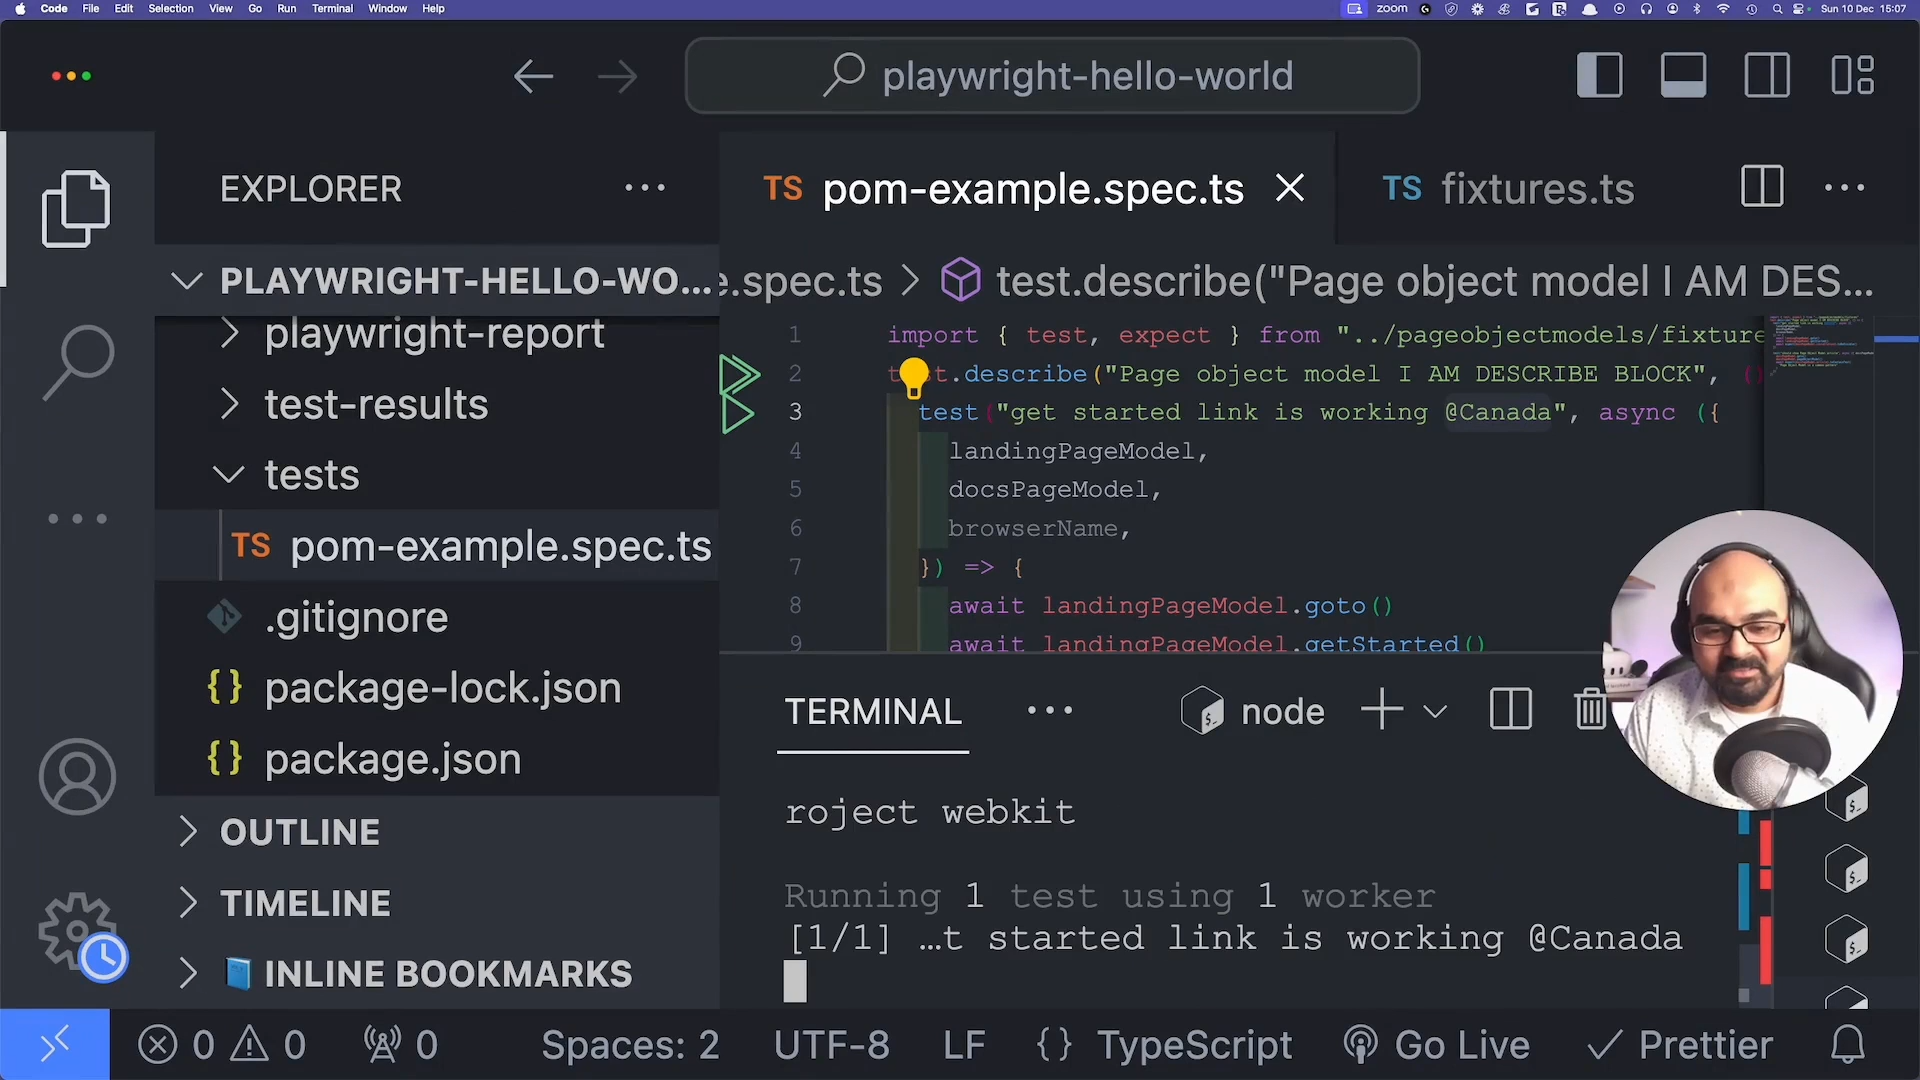 Code File Edit Selection View Go Run Terminal Window Help
zoom
Sun 10 Dec 15:07
playwright-hello-world
EXPLORER
PLAYWRIGHT-HELLO-WO...
playwright-report
test-results
tests
TS pom-example.spec.ts
.gitignore
{} package-lock.json
{} package.json
OUTLINE
TIMELINE
INLINE BOOKMARKS
TS pom-example.spec.ts
TS fixtures.ts
e.spec.ts > test.describe("Page object model I AM DES...
1 import { test, expect } from "../pageobjectmodels/fixture
2 test.describe("Page object model I AM DESCRIBE BLOCK", ()
3 test("get started link is working @Canada", async ({
4 landingPageModel,
5 docsPageModel,
6 browserName,
7 }) => {
8 await landingPageModel.goto()
9 await landingPageModel.getStarted()
TERMINAL
node
roject webkit
Running 1 test using 1 worker
[1/1] …t started link is working @Canada
0 0 0 Spaces: 2 UTF-8 LF {} TypeScript Go Live Prettier